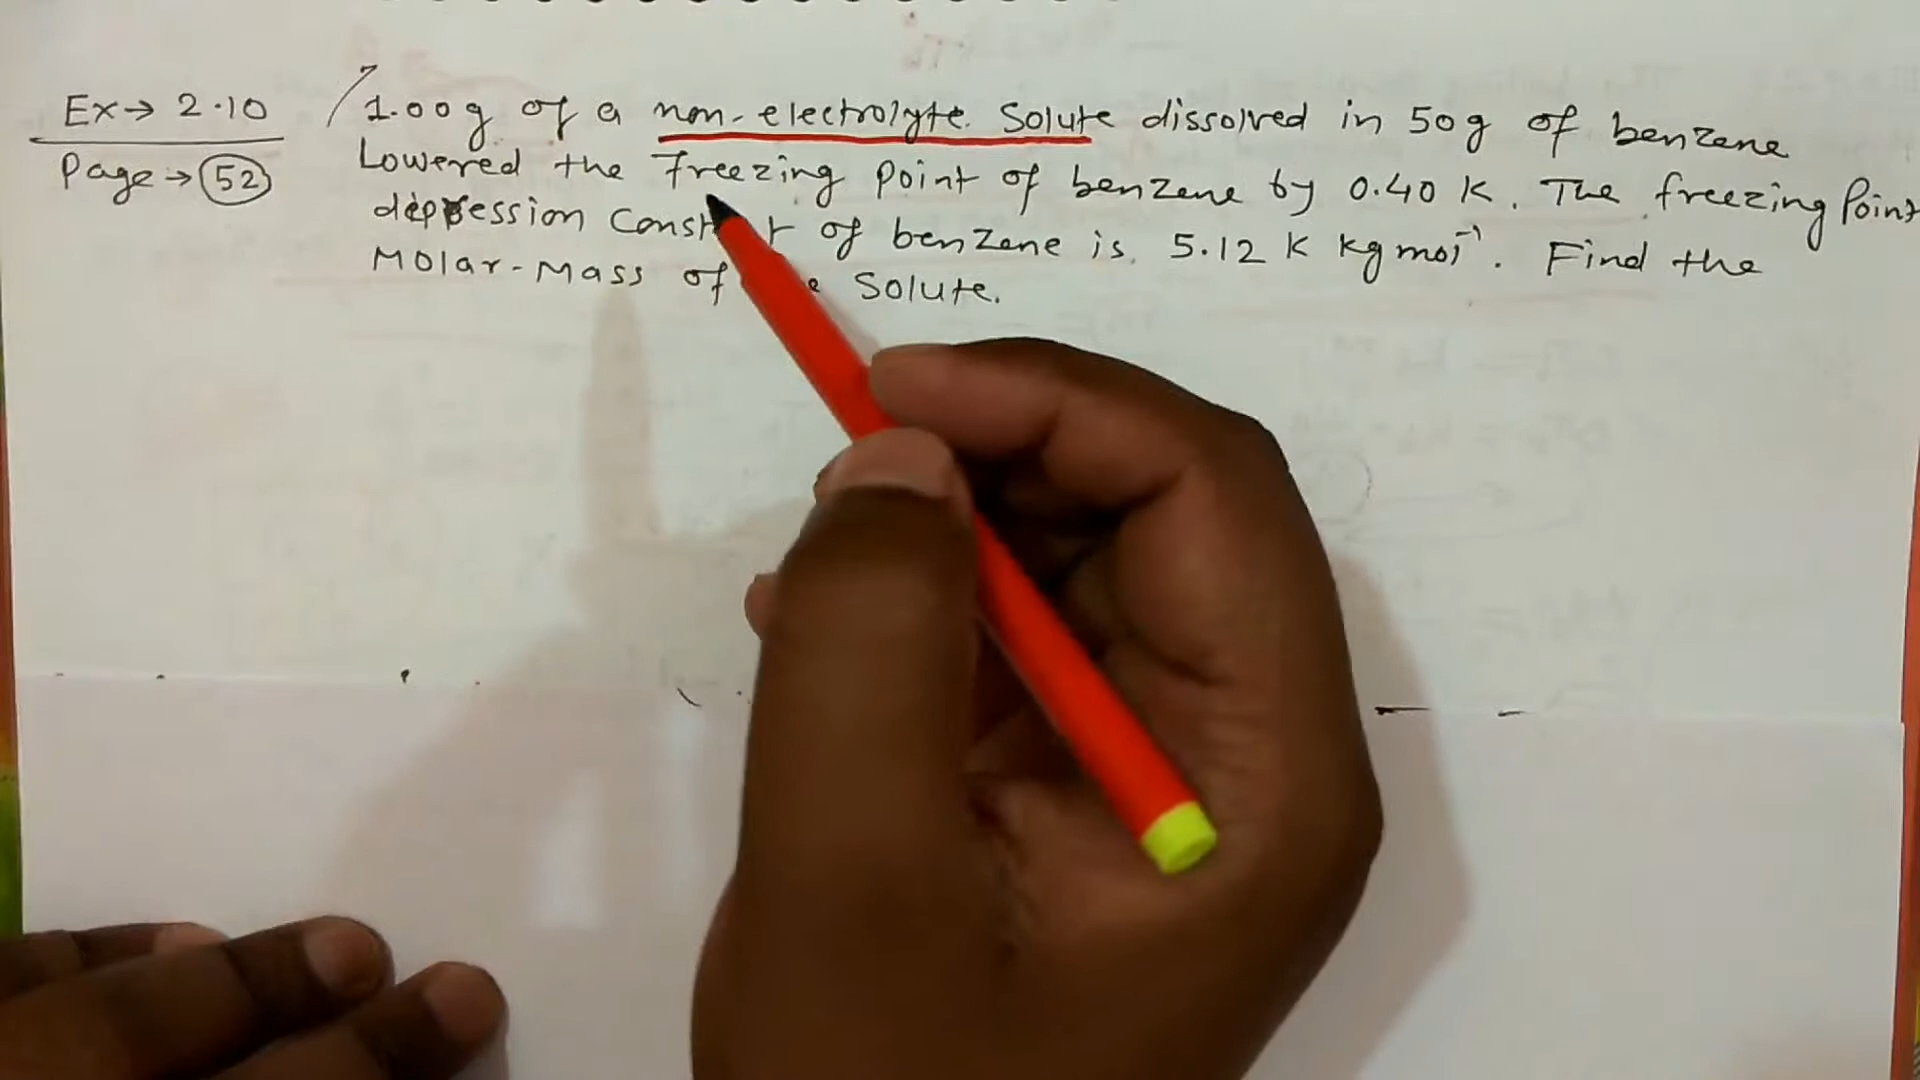 Ex → 2.10
Page → 52
1.00g of a non-electrolyte Solute dissolved in 50g of benzene
Lowered the freezing Point of benzene by 0.40 K. The freezing Point
depression of benzene is 5.12 K kg mol⁻¹. Find the
Molar-Mass of Solute.